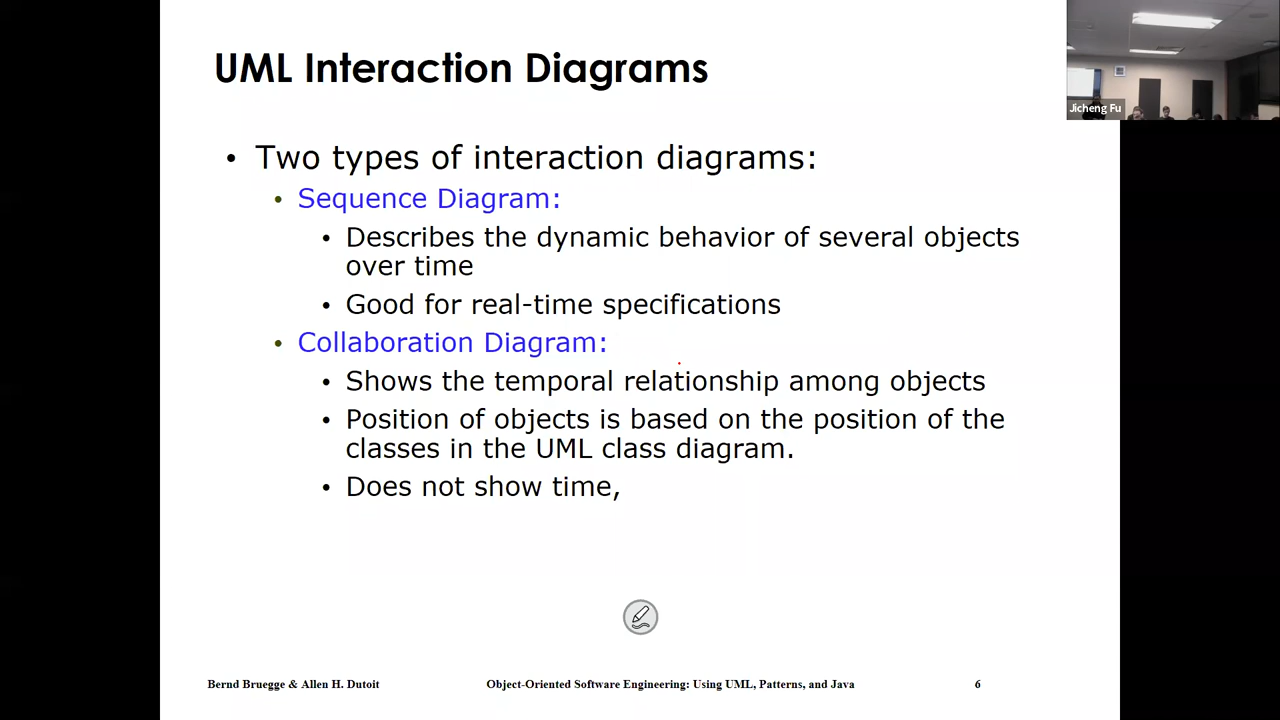 UML Interaction Diagrams
Jicheng Fu
• Two types of interaction diagrams:
• Sequence Diagram:
• Describes the dynamic behavior of several objects
over time
• Good for real-time specifications
• Collaboration Diagram:
• Shows the temporal relationship among objects
• Position of objects is based on the position of the
classes in the UML class diagram.
• Does not show time,
Bernd Bruegge & Allen H. Dutoit
Object-Oriented Software Engineering: Using UML, Patterns, and Java
6